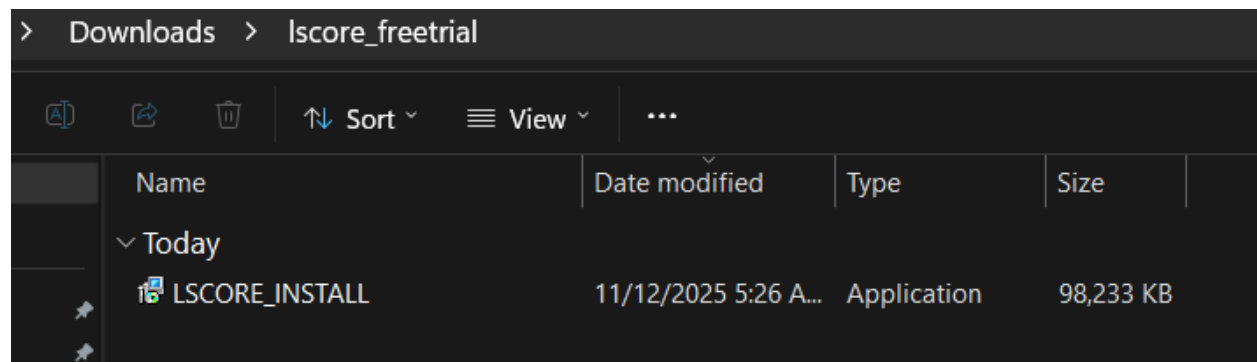 > Downloads > lscore_freetrial
A Sort View ...
Name Date modified Type Size
Today
LSCORE_INSTALL 11/12/2025 5:26 A... Application 98,233 KB